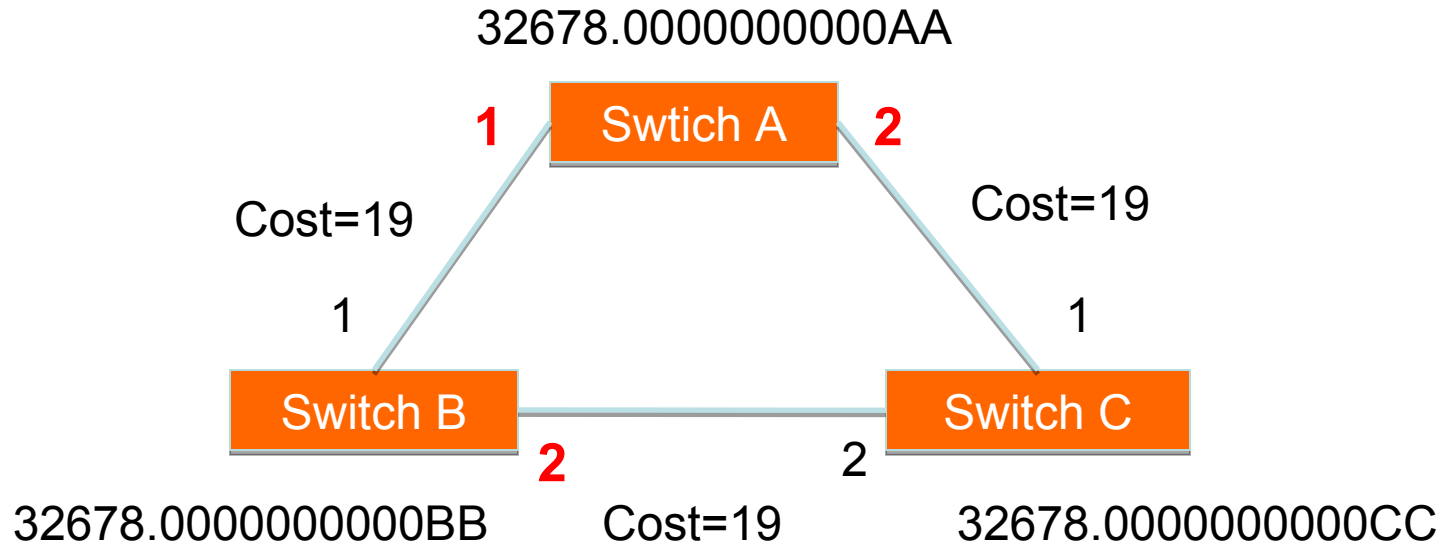 32678.0000000000AA
1 Swtich A 2
Cost=19 Cost=19
1 1
Switch B Switch C
2 2
32678.0000000000BB Cost=19 32678.0000000000CC